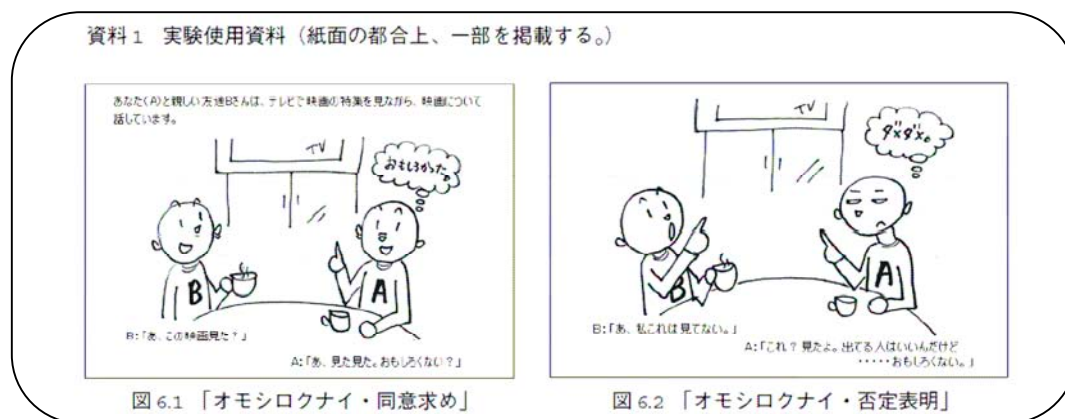 資料1 実験使用資料（紙面の都合上、一部を掲載する。）
あなた(A)と親しい友達Bさんは、テレビで映画の特集を見ながら、映画について
話しています。
TV
おもしろかった。
B
A
B:「あ、この映画見た？」
A:「あ、見た見た。おもしろくない？」
図 6.1 「オモシロクナイ・同意求め」
TV
ダメダメ。
B
A
B:「あ、私これは見てない。」
A:「これ？見たよ。出てる人はいいんだけど
・・・・・おもしろくない。」
図 6.2 「オモシロクナイ・否定表明」